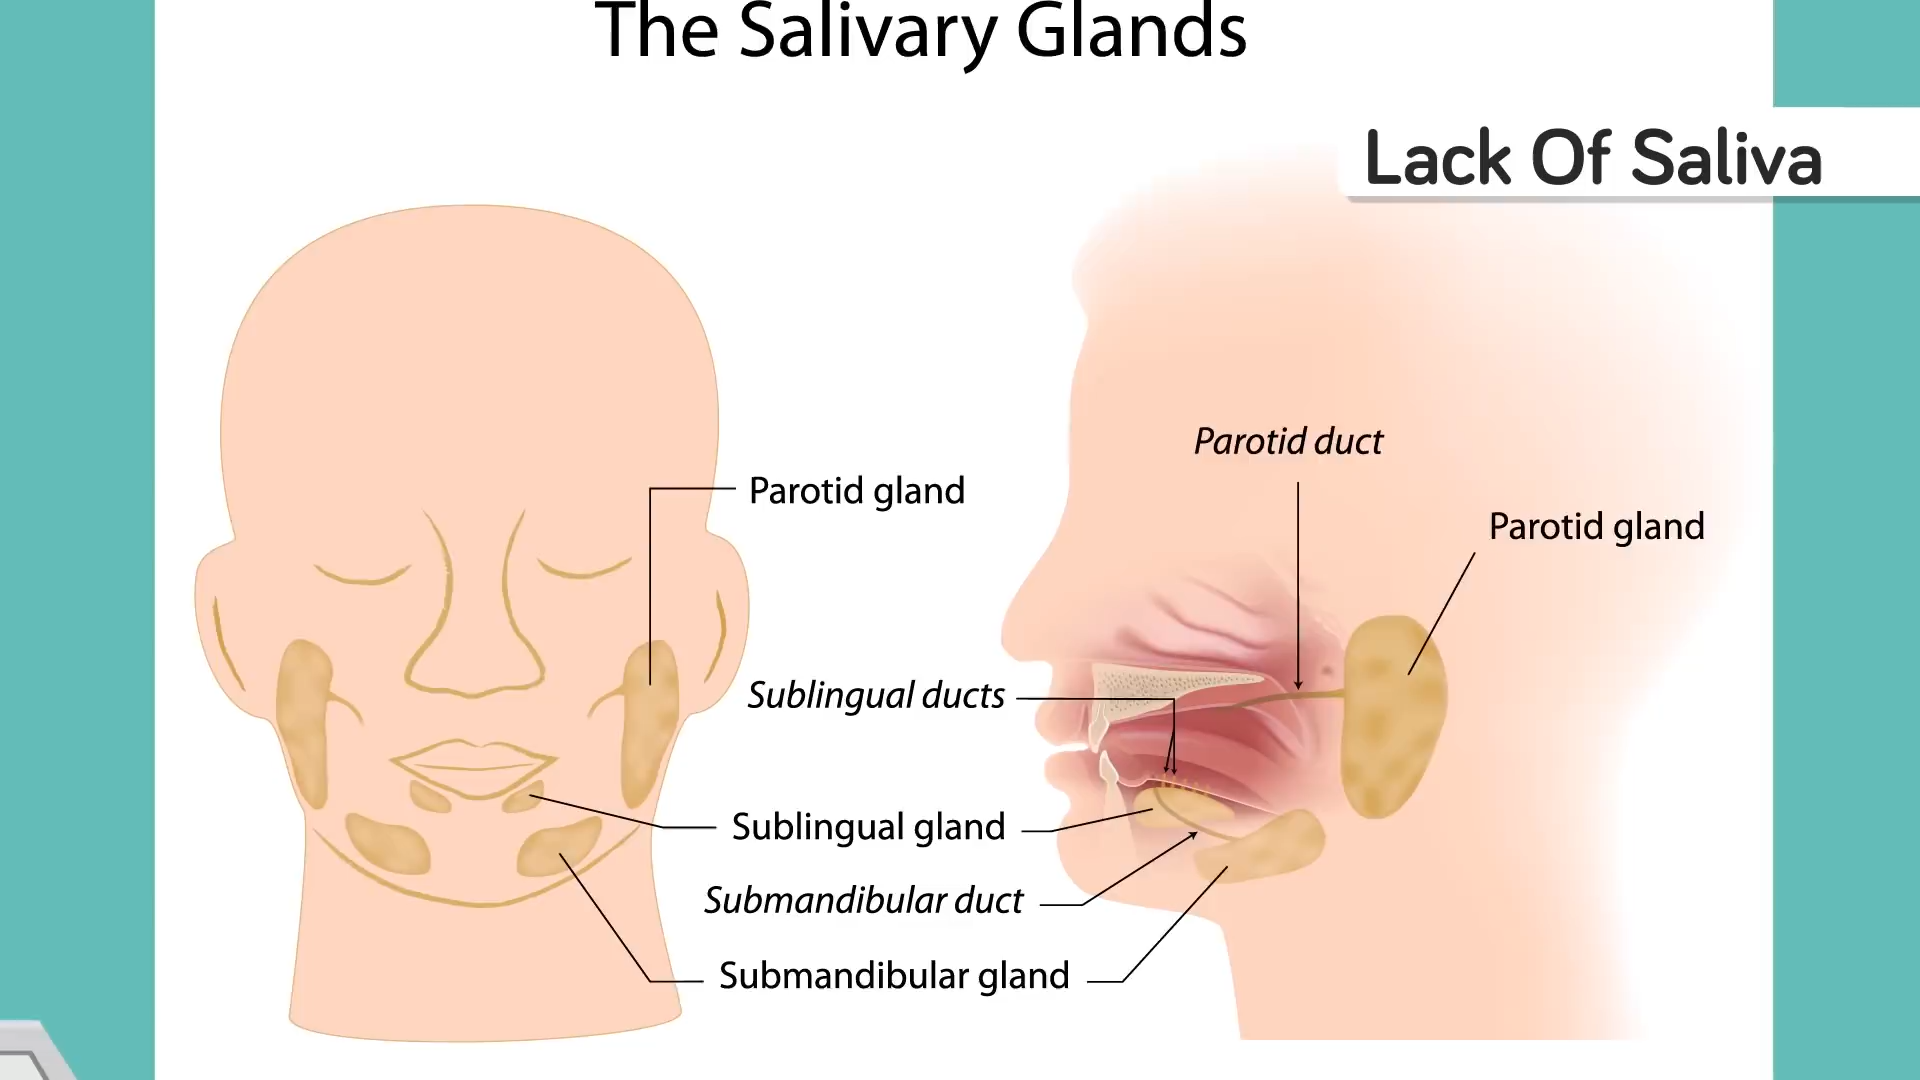 The Salivary Glands
Lack Of Saliva
Parotid duct
Parotid gland
Parotid gland
Sublingual ducts
Sublingual gland
Submandibular duct
Submandibular gland